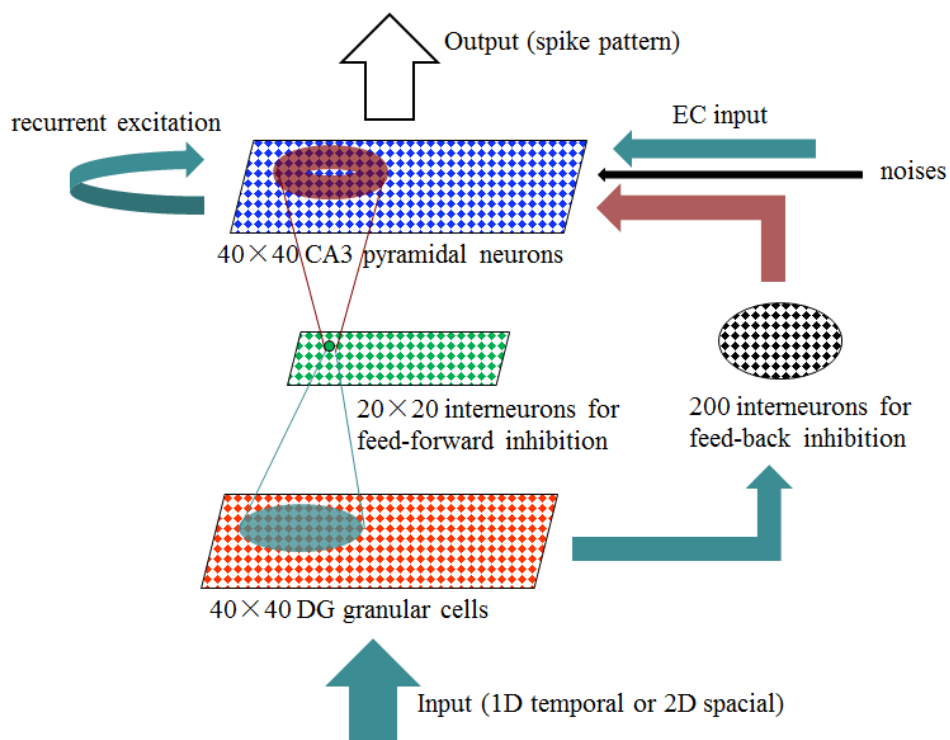 Output (spike pattern)
recurrent excitation
EC input
noises
40×40 CA3 pyramidal neurons
20×20 interneurons for
feed-forward inhibition
200 interneurons for
feed-back inhibition
40×40 DG granular cells
Input (1D temporal or 2D spacial)